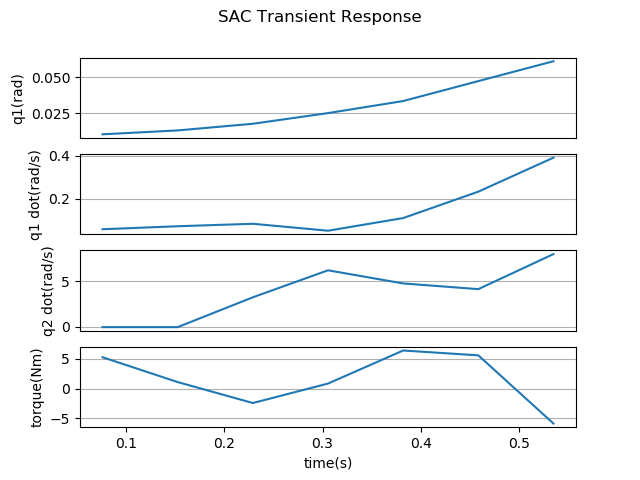 SAC Transient Response
q1(rad)
0.050
0.025
q1 dot(rad/s)
0.4
0.2
q2 dot(rad/s)
5
0
torque(Nm)
5
0
−5
0.1 0.2 0.3 0.4 0.5
time(s)